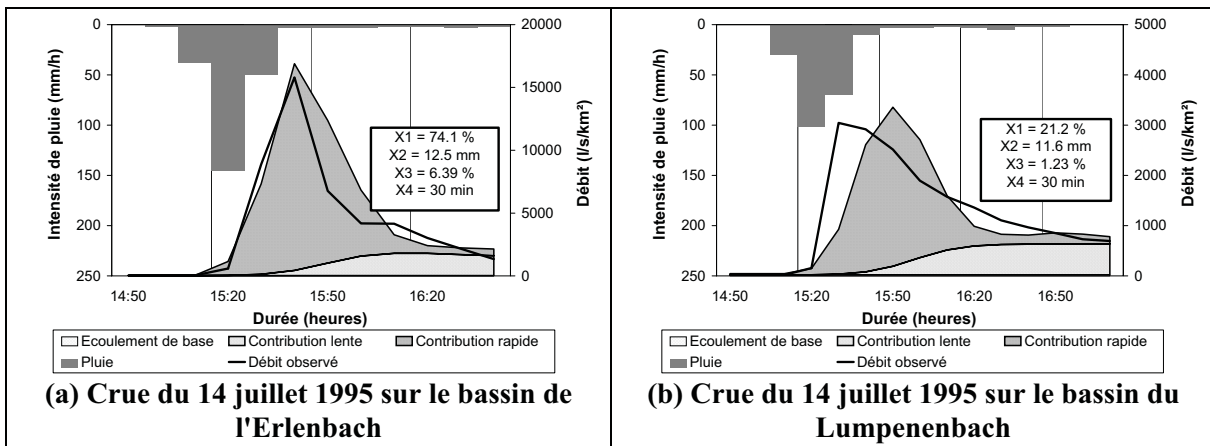 Intensité de pluie (mm/h)
0
50
100
150
200
250
14:50
15:20
15:50
16:20
Durée (heures)
20000
15000
10000
5000
0
Débit (l/s/km²)
X1 = 74.1 %
X2 = 12.5 mm
X3 = 6.39 %
X4 = 30 min
Ecoulement de base
Contribution lente
Contribution rapide
Pluie
Débit observé
(a) Crue du 14 juillet 1995 sur le bassin de
l'Erlenbach
Intensité de pluie (mm/h)
0
50
100
150
200
250
14:50
15:20
15:50
16:20
16:50
Durée (heures)
5000
4000
3000
2000
1000
0
Débit (l/s/km²)
X1 = 21.2 %
X2 = 11.6 mm
X3 = 1.23 %
X4 = 30 min
Ecoulement de base
Contribution lente
Contribution rapide
Pluie
Débit observé
(b) Crue du 14 juillet 1995 sur le bassin du
Lumpenenbach